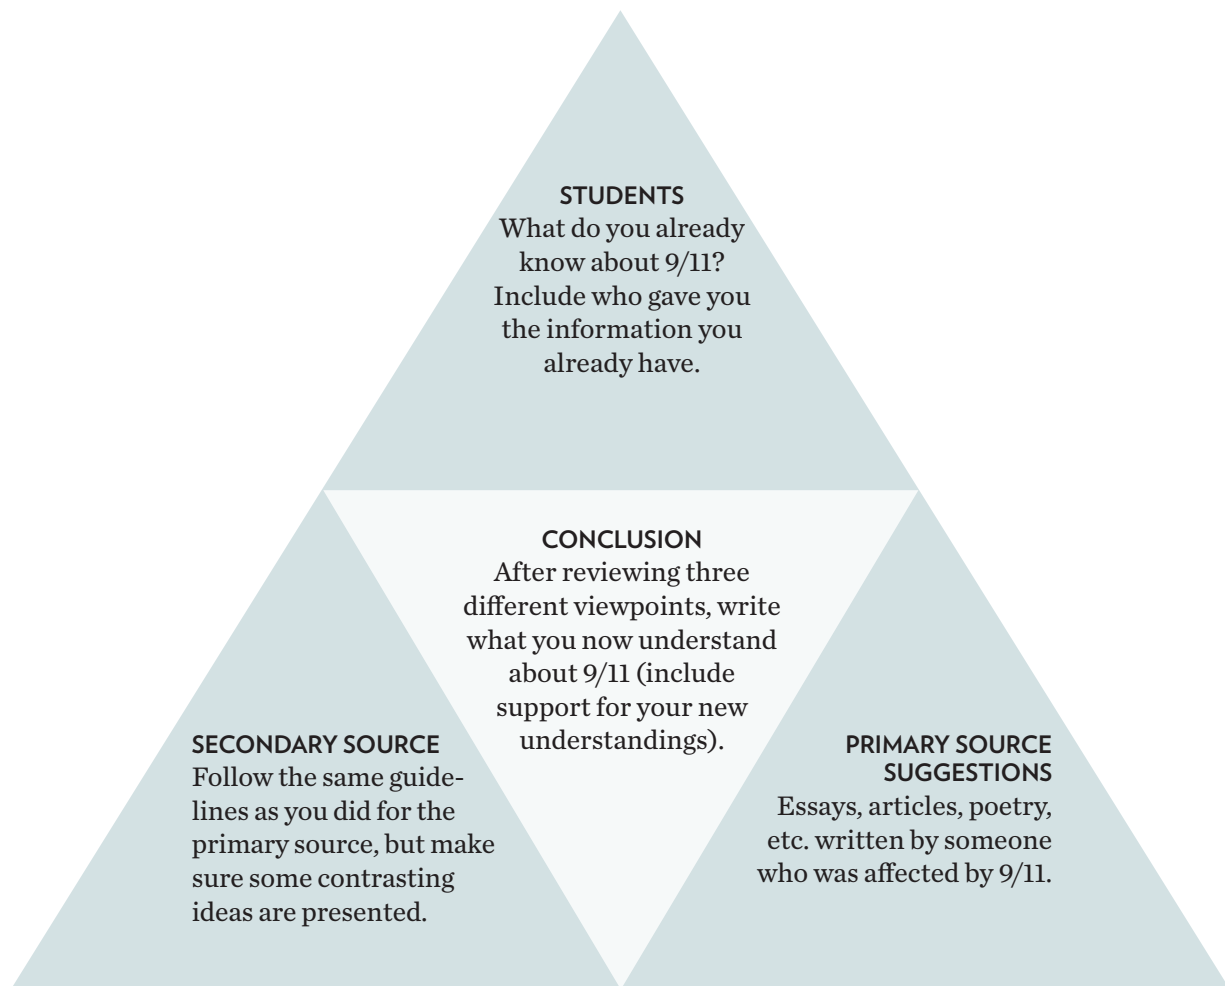 STUDENTS
What do you already
know about 9/11?
Include who gave you
the information you
already have.
CONCLUSION
After reviewing three
different viewpoints, write
what you now understand
about 9/11 (include
support for your new
understandings).
SECONDARY SOURCE
Follow the same guide-
lines as you did for the
primary source, but make
sure some contrasting
ideas are presented.
PRIMARY SOURCE
SUGGESTIONS
Essays, articles, poetry,
etc. written by someone
who was affected by 9/11.